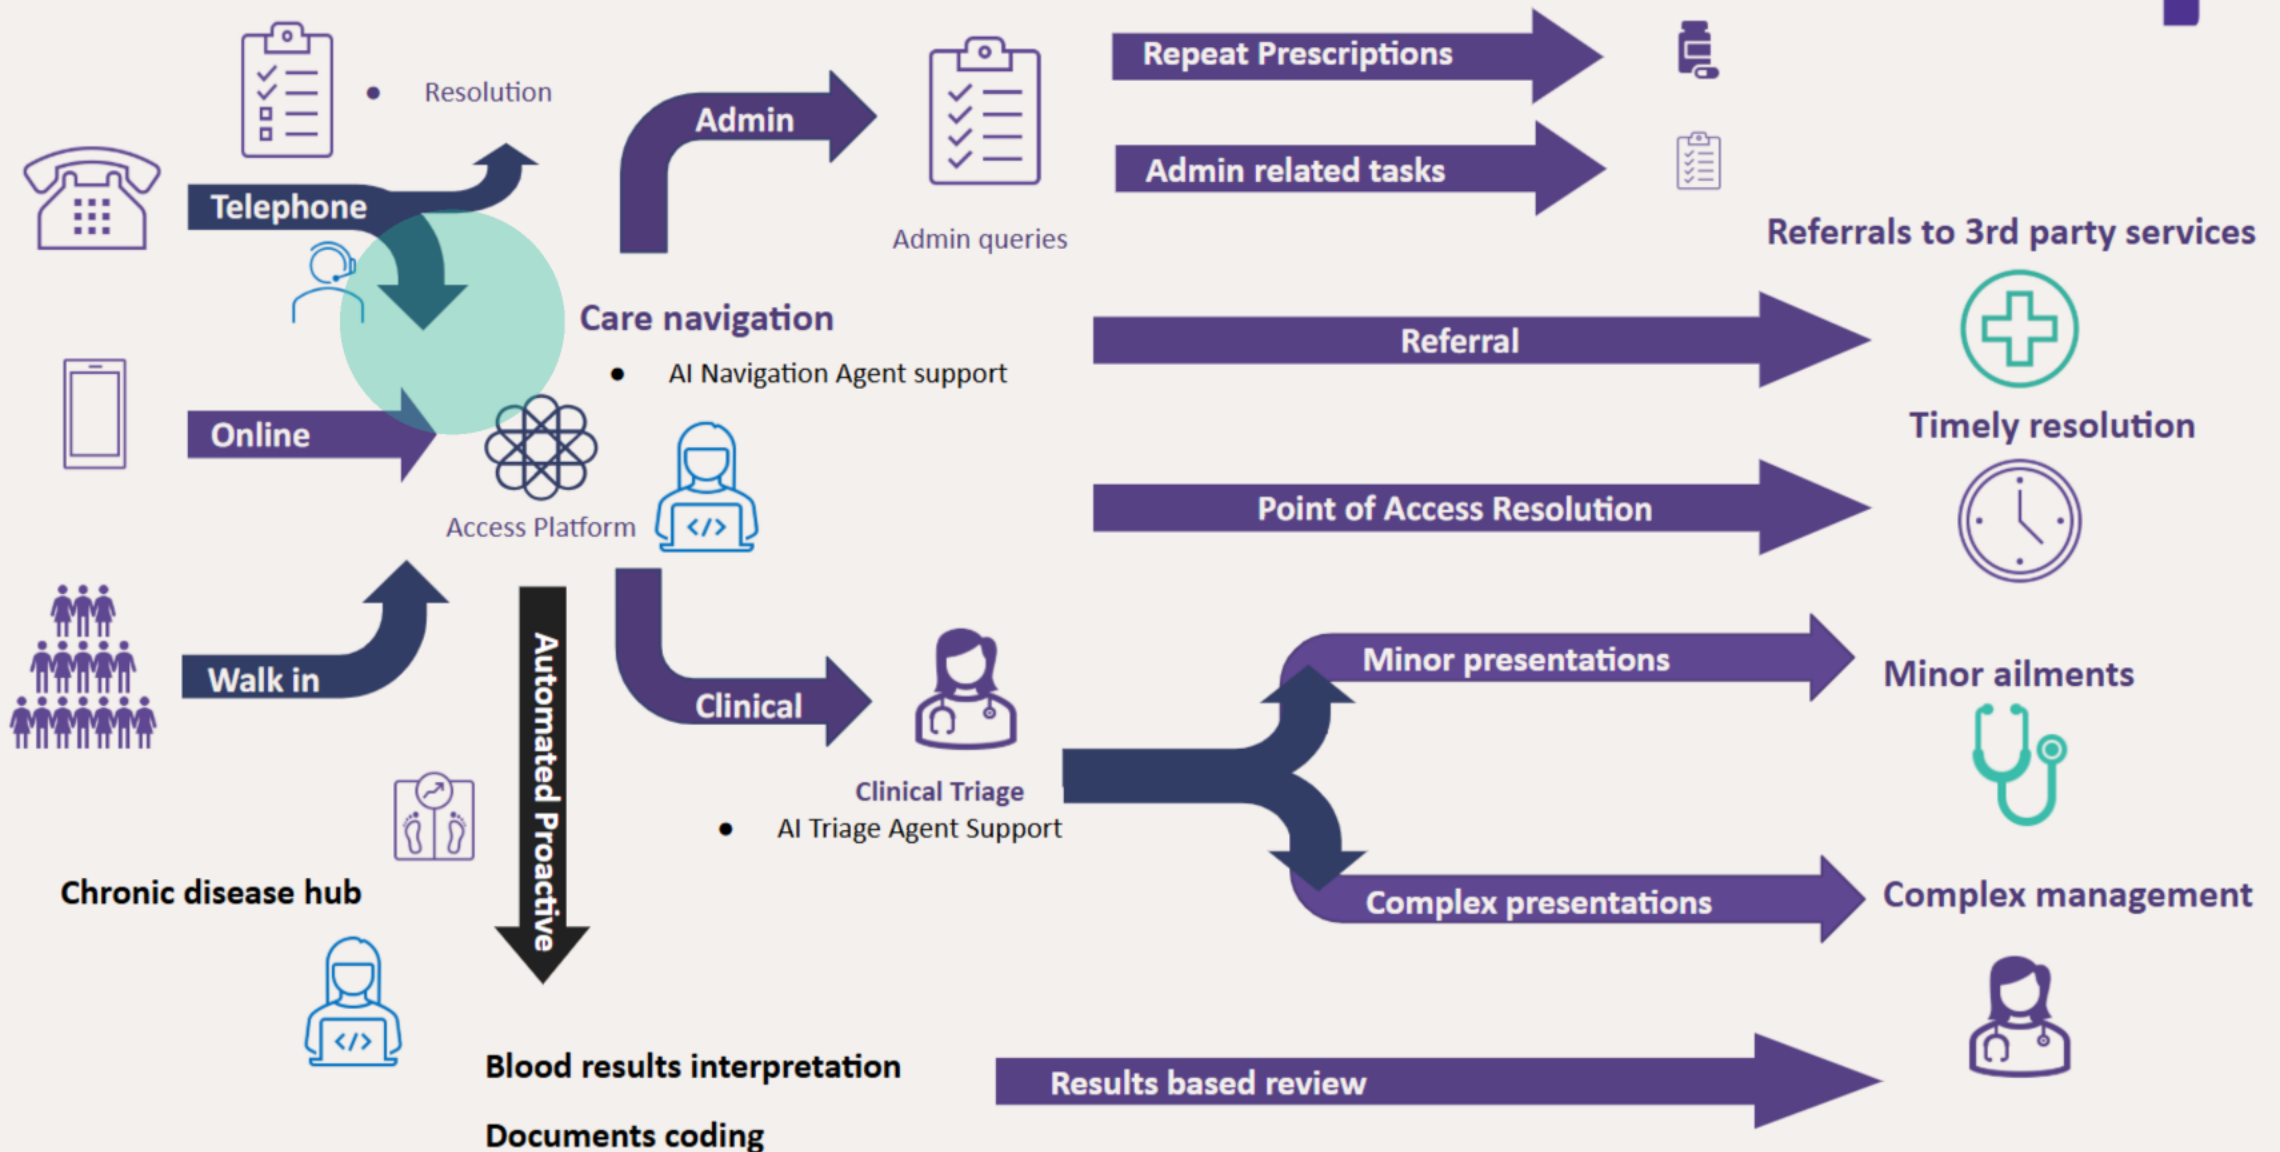 Resolution
Telephone
Online
Walk in
Access Platform
Care navigation
AI Navigation Agent support
Admin
Admin queries
Repeat Prescriptions
Admin related tasks
Referrals to 3rd party services
Referral
Timely resolution
Point of Access Resolution
Clinical
Clinical Triage
AI Triage Agent Support
Minor presentations
Minor ailments
Complex presentations
Complex management
Automated Proactive
Chronic disease hub
</>
</>
Blood results interpretation
Documents coding
Results based review